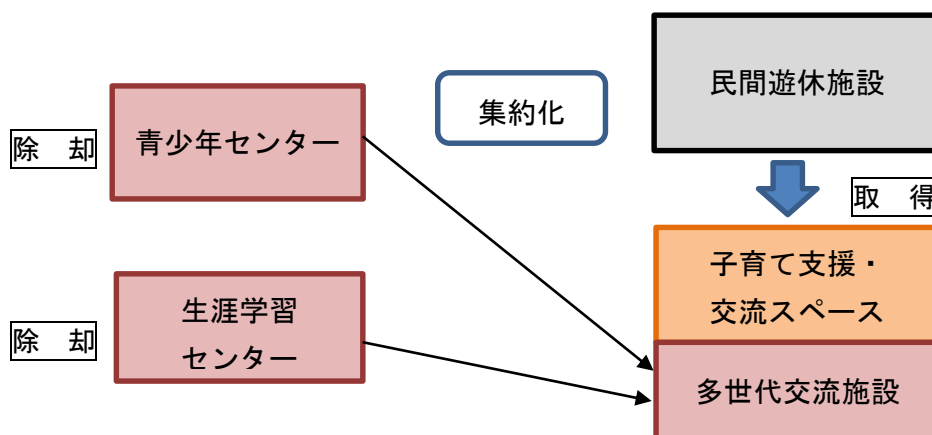 民間遊休施設
集約化
除 却
青少年センター
取 得
子育て支援・
交流スペース
除 却
生涯学習
センター
多世代交流施設